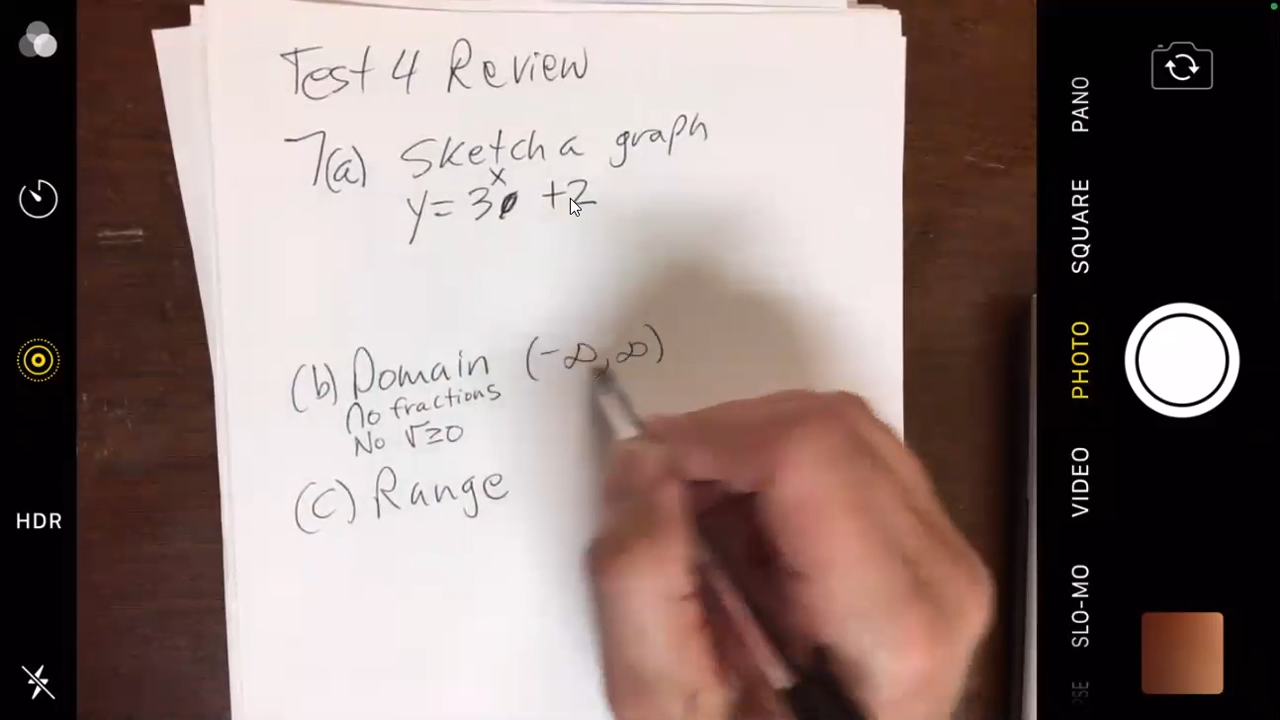 Test 4 Review
7(a) Sketch a graph
y = 3^x +2
(b) Domain (-∞,∞)
No fractions
No √≥0
(c) Range
HDR
PANO
SQUARE
PHOTO
VIDEO
SLO-MO